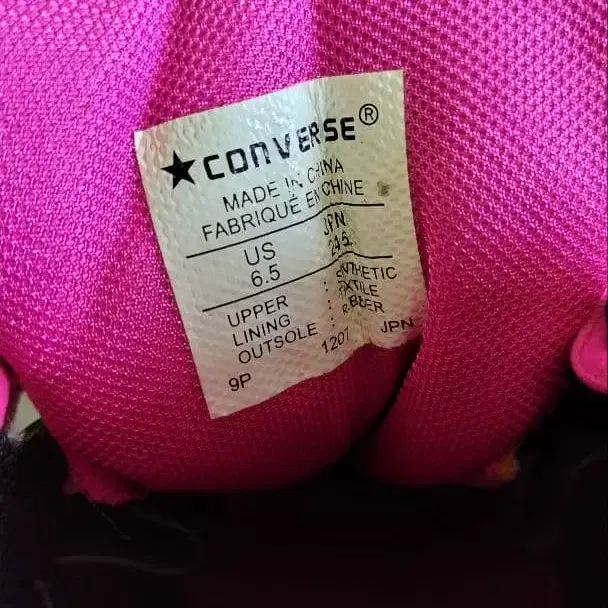 ★CONVERSE®
MADE IN CHINA
FABRIQUÉ EN CHINE
US JPN
6.5 24.5
UPPER : SYNTHETIC
LINING : TEXTILE
OUTSOLE : RUBBER
9P 1207 JPN